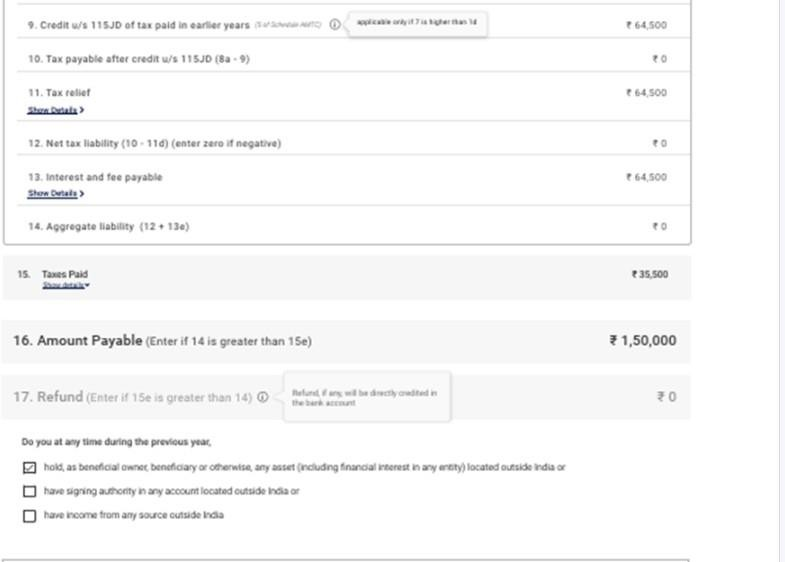 9. Credit u/s 115JD of tax paid in earlier years (5 of Schedule AMTC) applicable only if 7 is higher than 1d ₹ 64,500
10. Tax payable after credit u/s 115JD (8a - 9) ₹ 0
11. Tax relief ₹ 64,500
Show Details
12. Net tax liability (10 - 11d) (enter zero if negative) ₹ 0
13. Interest and fee payable ₹ 64,500
Show Details
14. Aggregate liability (12 + 13e) ₹ 0
15. Taxes Paid ₹ 35,500
Show details
16. Amount Payable (Enter if 14 is greater than 15e) ₹ 1,50,000
17. Refund (Enter if 15e is greater than 14) Refund, if any, will be directly credited in ₹ 0
the bank account
Do you at any time during the previous year,
hold, as beneficial owner, beneficiary or otherwise, any asset (including financial interest in any entity) located outside India or
have signing authority in any account located outside India or
have income from any source outside India